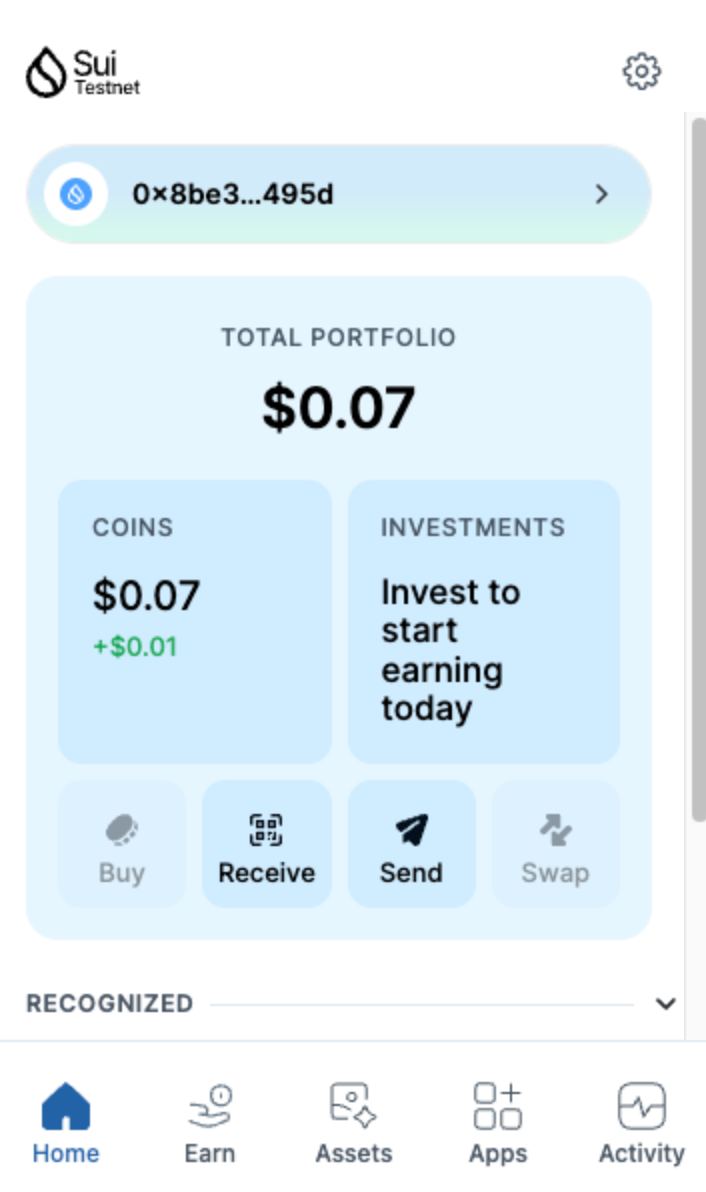 Sui
Testnet
0×8be3...495d
TOTAL PORTFOLIO
$0.07
COINS
$0.07
+$0.01
INVESTMENTS
Invest to
start
earning
today
Buy
Receive
Send
Swap
RECOGNIZED
Home
Earn
Assets
Apps
Activity